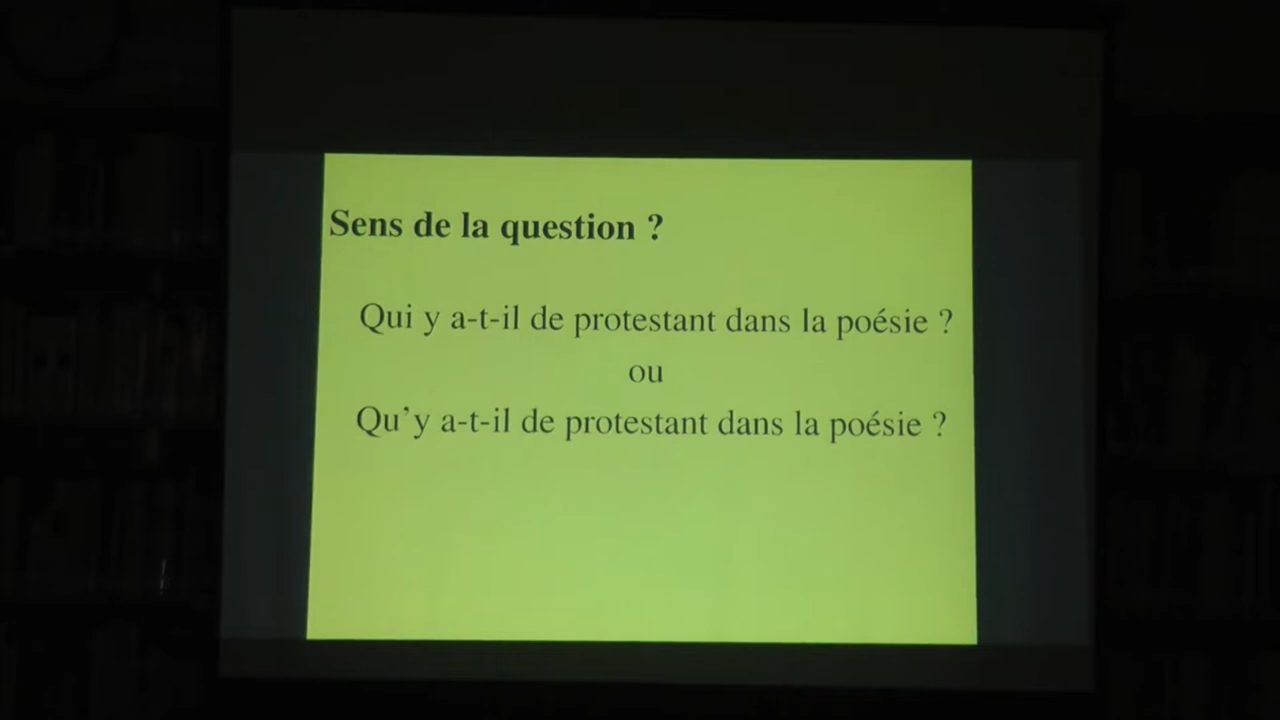 Sens de la question ?
Qui y a-t-il de protestant dans la poésie ?
ou
Qu’y a-t-il de protestant dans la poésie ?